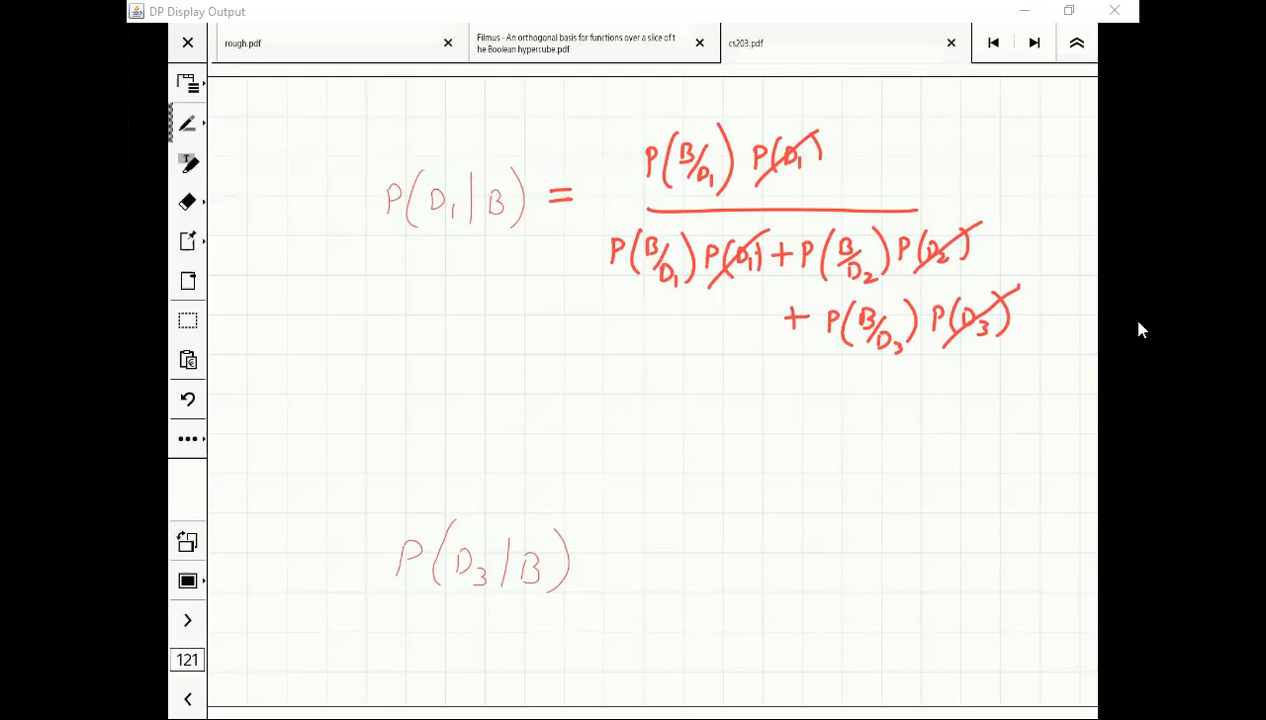 DP Display Output
rough.pdf
Filmus - An orthogonal basis for functions over a slice of t
he Boolean hypercube.pdf
cs203.pdf
P(B/D₁) P(D₁)
P(D₁|B) =
P(B/D₁) P(D₁) + P(B/D₂) P(D₂)
+ P(B/D₃) P(D₃)
P(D₃|B)
121